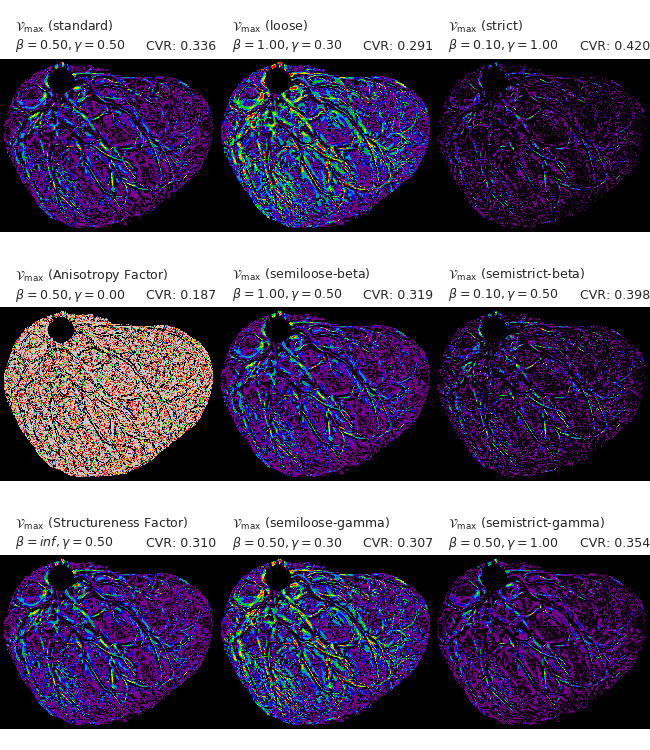 𝒱max (standard)
β = 0.50, γ = 0.50 CVR: 0.336
𝒱max (loose)
β = 1.00, γ = 0.30 CVR: 0.291
𝒱max (strict)
β = 0.10, γ = 1.00 CVR: 0.420
𝒱max (Anisotropy Factor)
β = 0.50, γ = 0.00 CVR: 0.187
𝒱max (semiloose-beta)
β = 1.00, γ = 0.50 CVR: 0.319
𝒱max (semistrict-beta)
β = 0.10, γ = 0.50 CVR: 0.398
𝒱max (Structureness Factor)
β = inf, γ = 0.50 CVR: 0.310
𝒱max (semiloose-gamma)
β = 0.50, γ = 0.30 CVR: 0.307
𝒱max (semistrict-gamma)
β = 0.50, γ = 1.00 CVR: 0.354